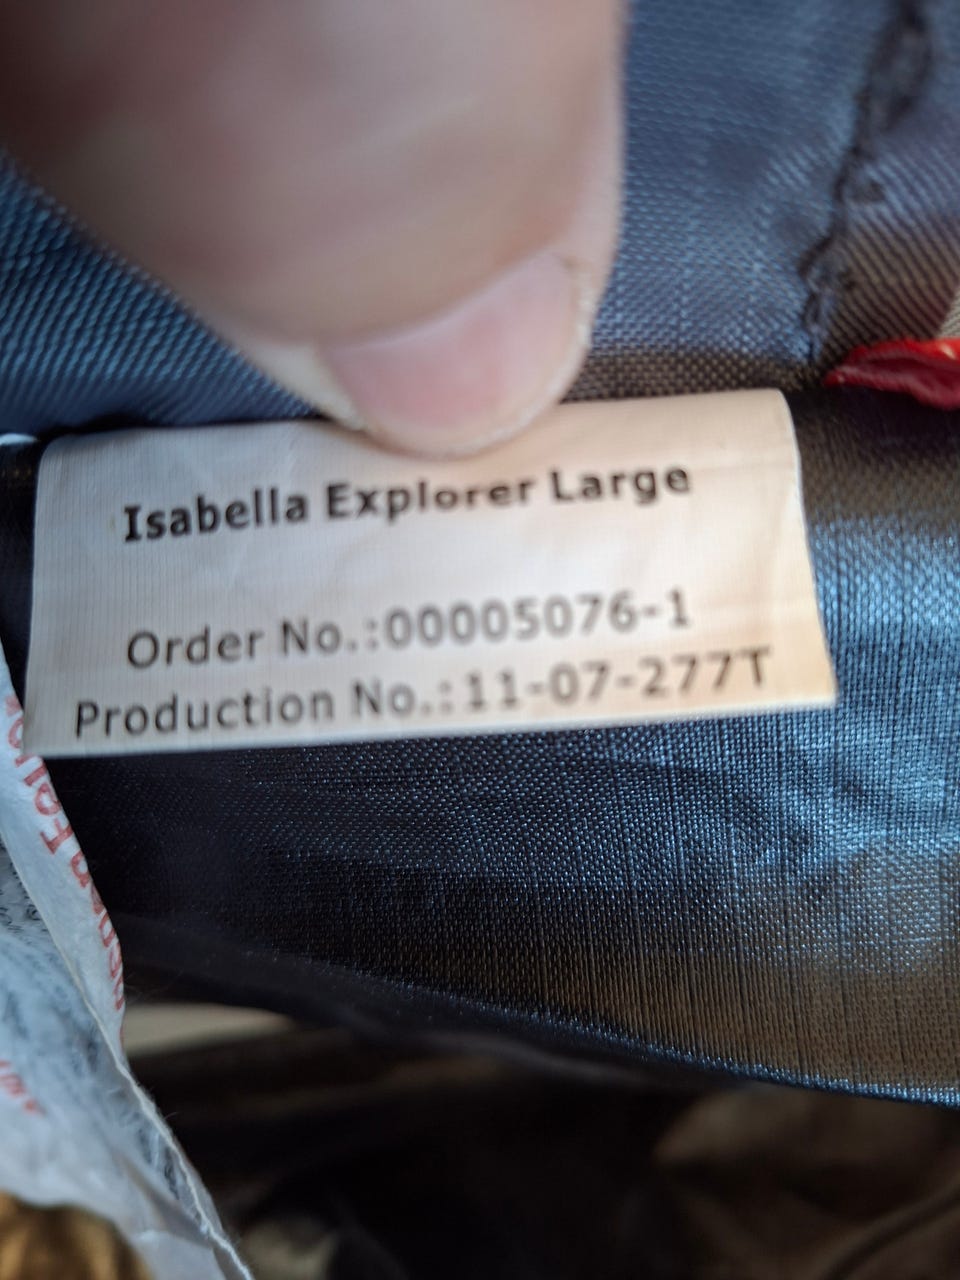 Isabella Explorer Large
Order No.:00005076-1
Production No.:11-07-277T